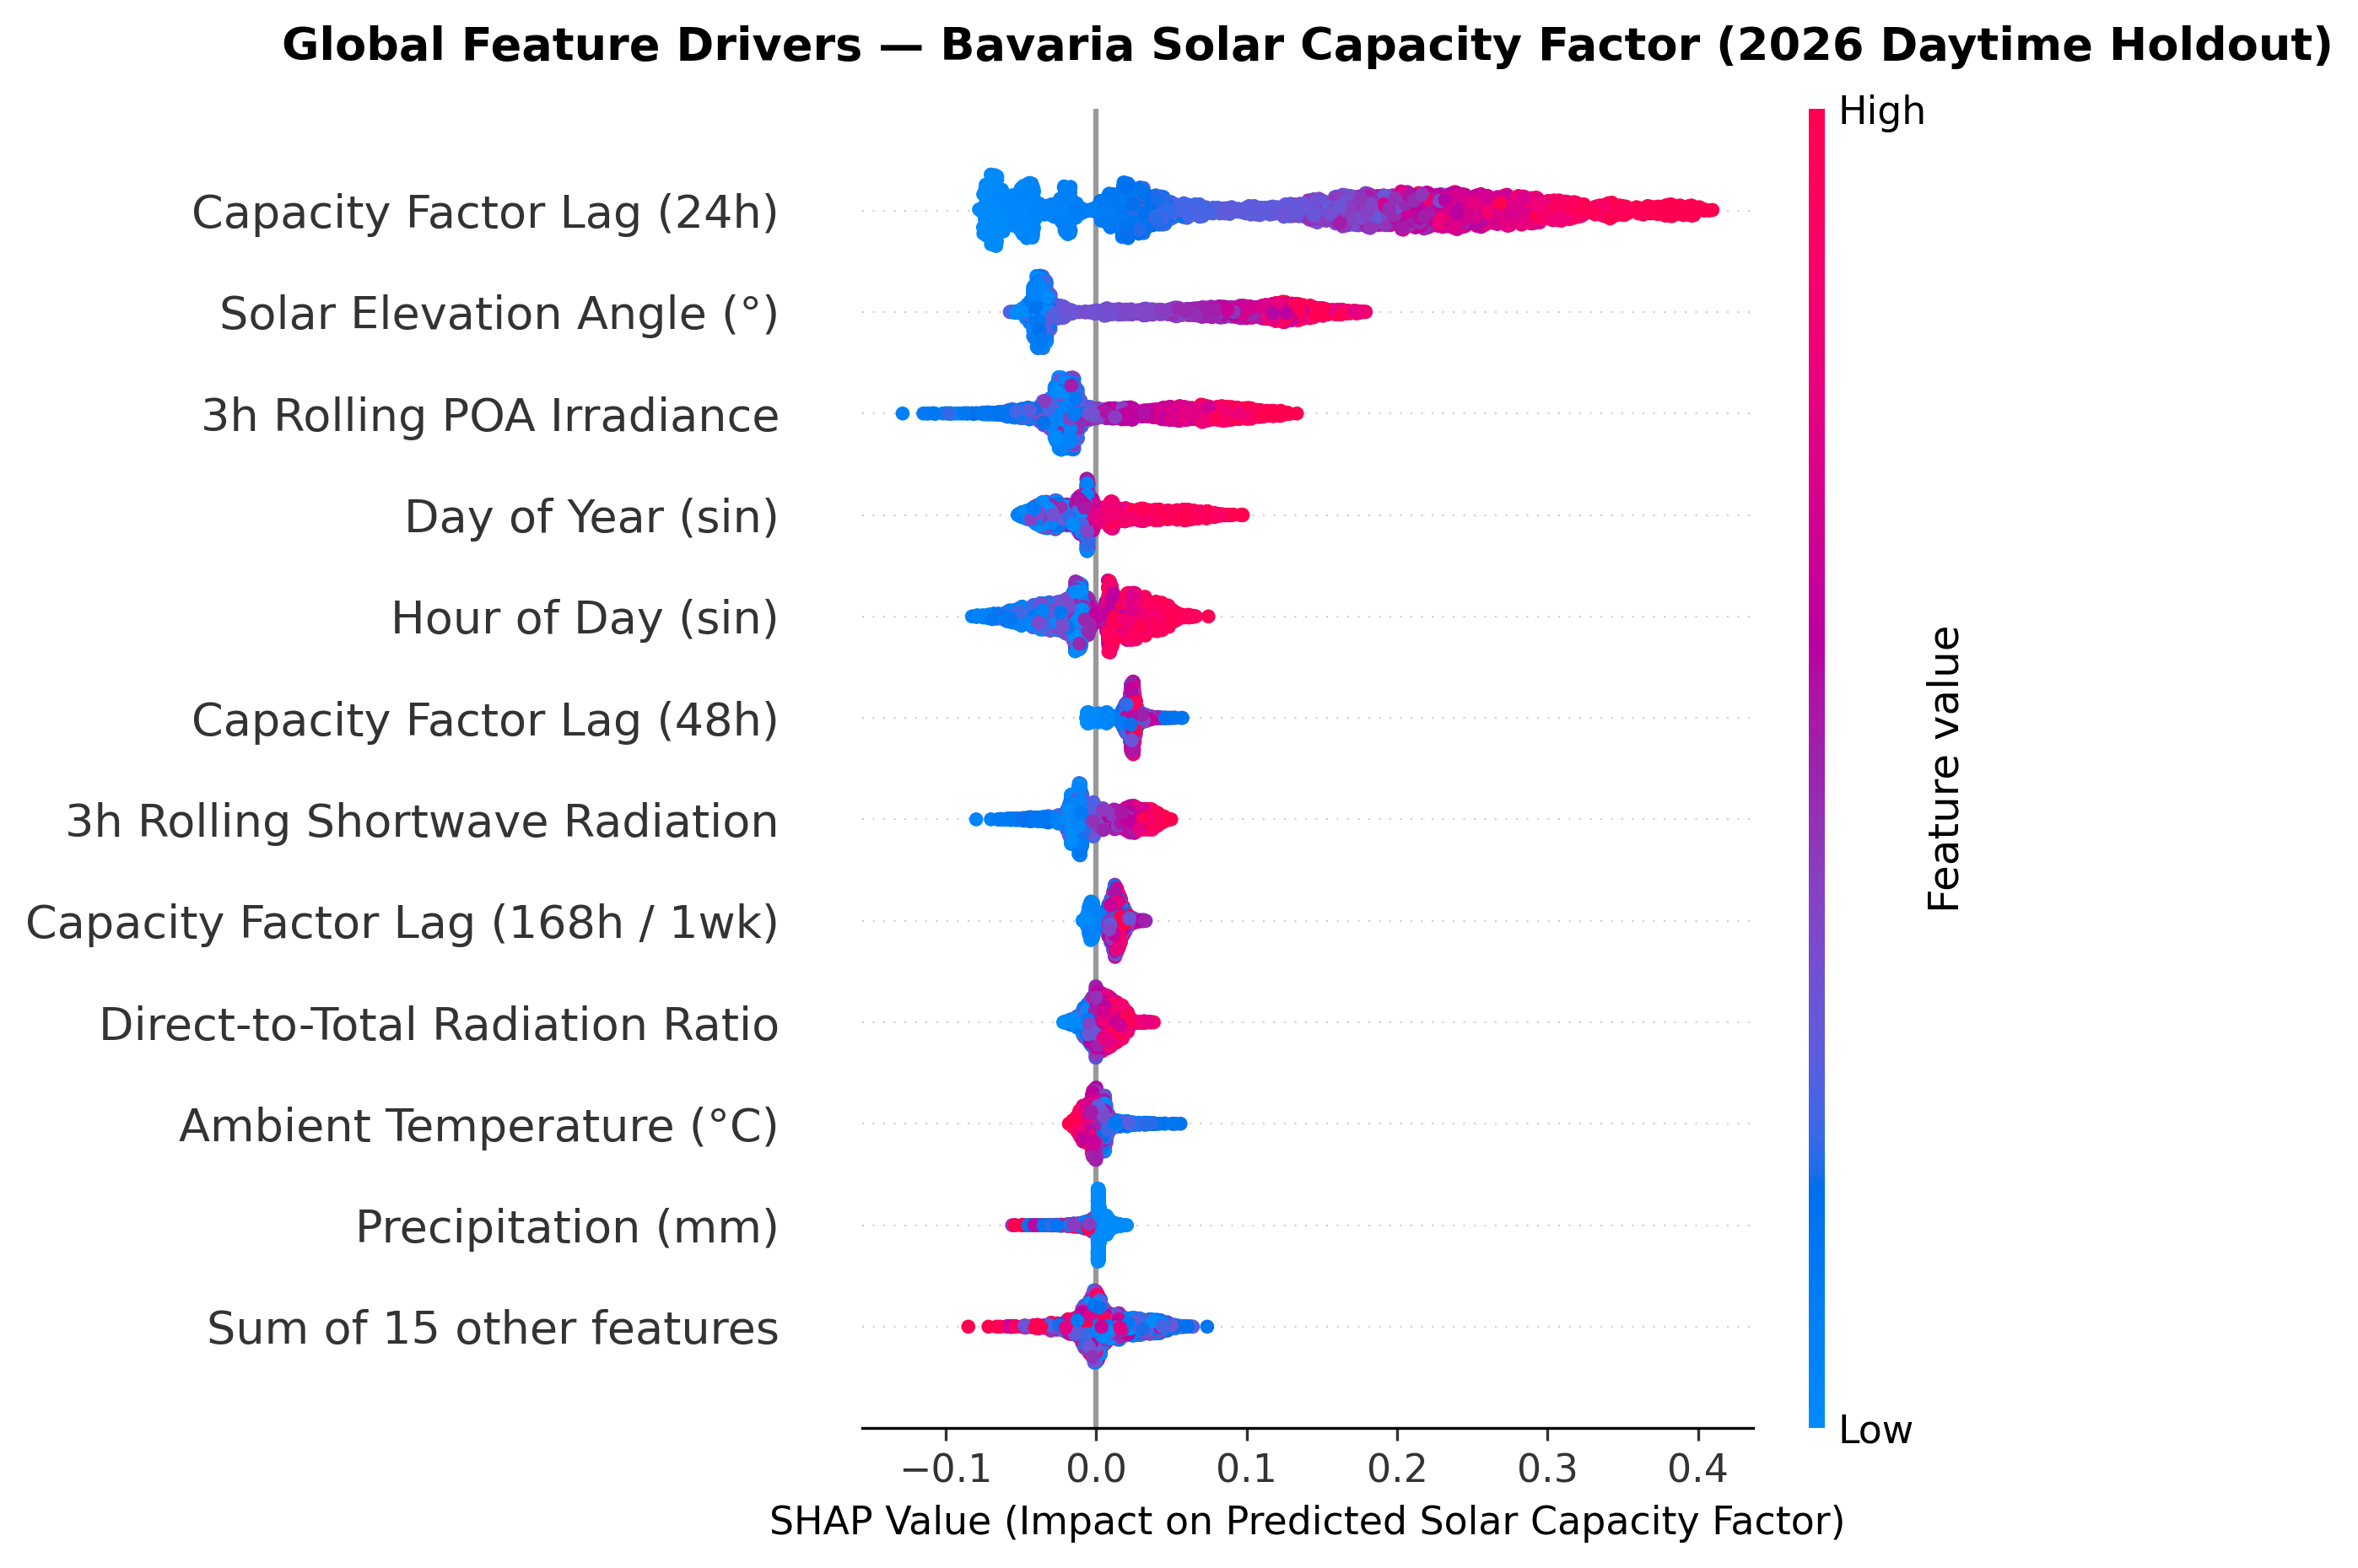 Global Feature Drivers — Bavaria Solar Capacity Factor (2026 Daytime Holdout)
High
Capacity Factor Lag (24h)
Solar Elevation Angle (°)
3h Rolling POA Irradiance
Day of Year (sin)
Hour of Day (sin)
Capacity Factor Lag (48h)
3h Rolling Shortwave Radiation
Capacity Factor Lag (168h / 1wk)
Direct-to-Total Radiation Ratio
Ambient Temperature (°C)
Precipitation (mm)
Sum of 15 other features
Feature value
Low
−0.1 0.0 0.1 0.2 0.3 0.4
SHAP Value (Impact on Predicted Solar Capacity Factor)